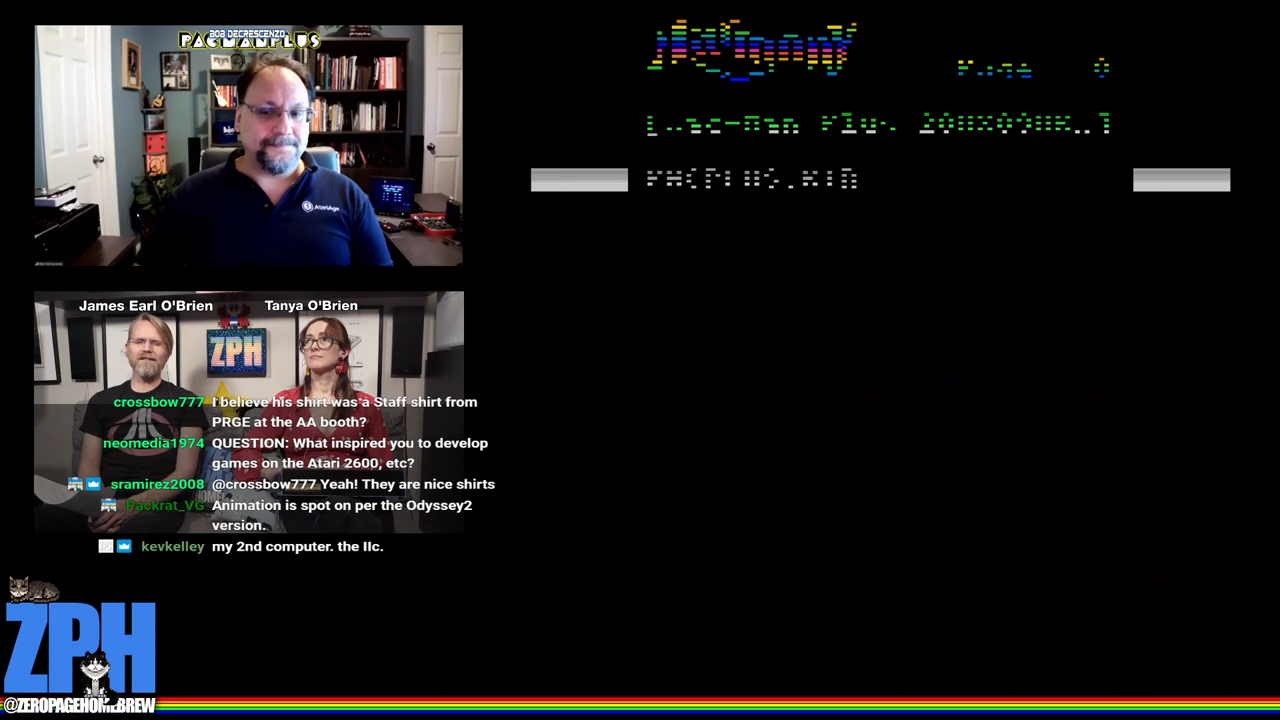 BOB DECRESCENZO
PACMANPLUS
AtariAge
James Earl O'Brien
Tanya O'Brien
ZPH
crossbow777 I believe his shirt was a Staff shirt from
PRGE at the AA booth?
neomedia1974 QUESTION: What inspired you to develop
games on the Atari 2600, etc?
sramirez2008 @crossbow777 Yeah! They are nice shirts
Packrat_VG Animation is spot on per the Odyssey2
version.
kevkelley my 2nd computer. the IIc.
ZPH
@ZEROPAGEHOMEBREW